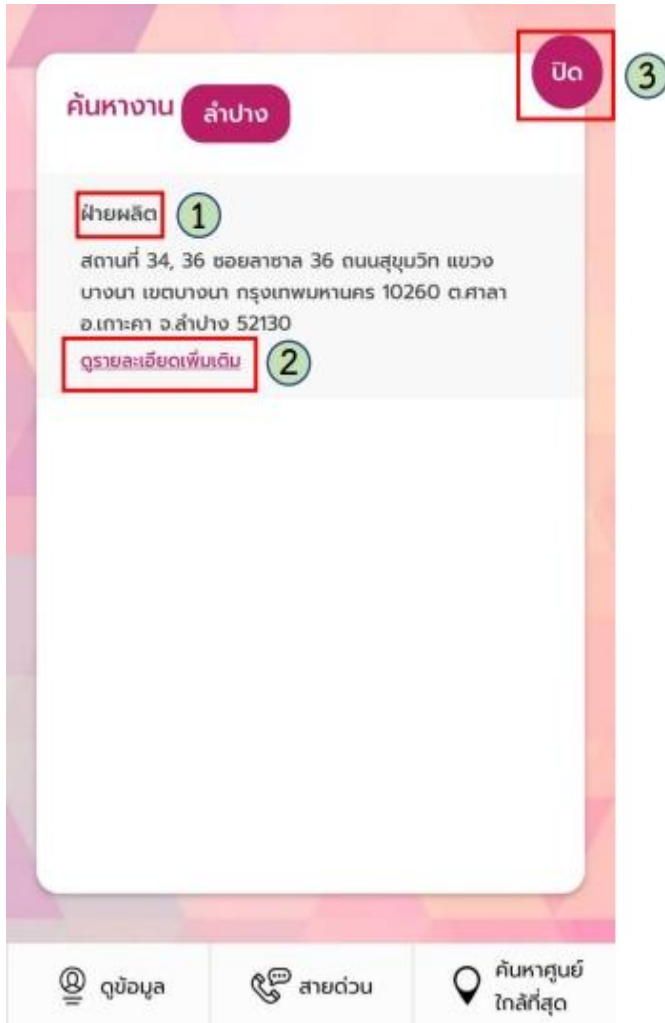 ปิด
3
ค้นหางาน ลำปาง
ฝ่ายผลิต 1
สถานที่ 34, 36 ซอยลาซาล 36 ถนนสุขุมวิท แขวง
บางนา เขตบางนา กรุงเทพมหานคร 10260 ต.ศาลา
อ.เกาะคา จ.ลำปาง 52130
ดูรายละเอียดเพิ่มเติม 2
ดูข้อมูล
สายด่วน
ค้นหาศูนย์
ใกล้ที่สุด